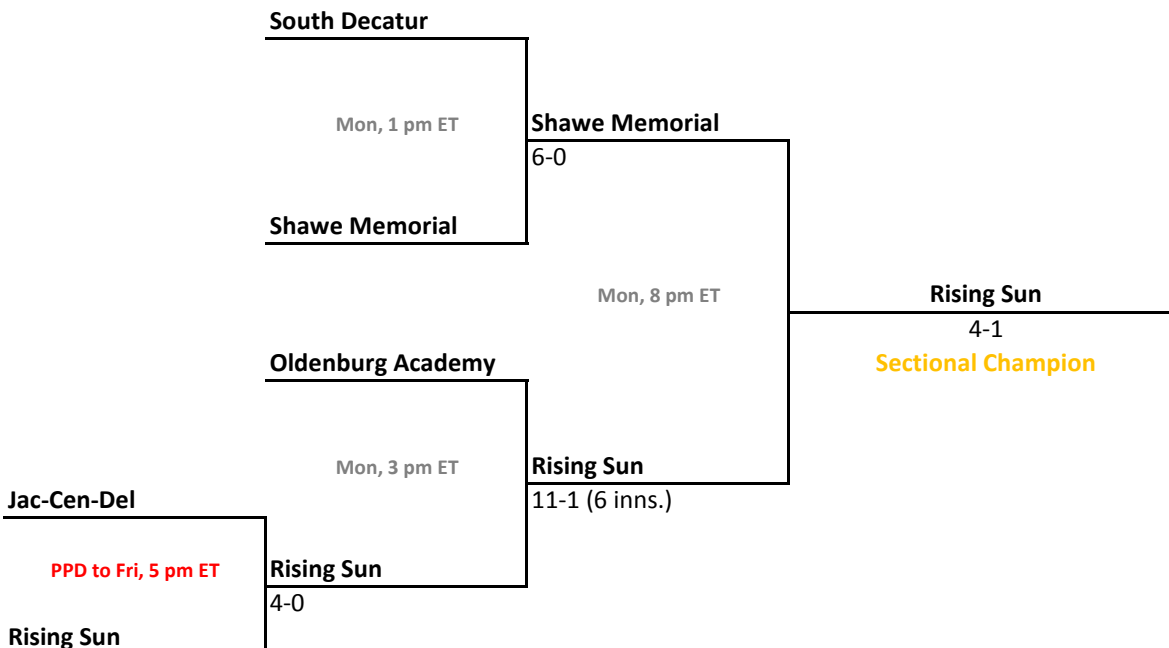 South Decatur
Mon, 1 pm ET
Shawe Memorial
6-0
Shawe Memorial
Mon, 8 pm ET
Rising Sun
4-1
Sectional Champion
Oldenburg Academy
Mon, 3 pm ET
Rising Sun
11-1 (6 inns.)
Jac-Cen-Del
PPD to Fri, 5 pm ET
Rising Sun
4-0
Rising Sun